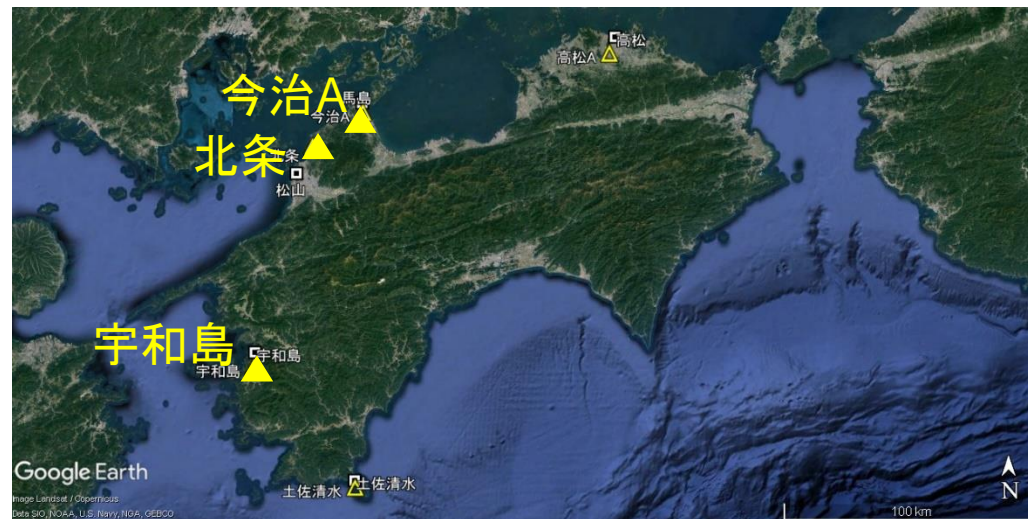 高松
高松A
今治A
馬島
今治A
北条
松山
宇和島
宇和島
宇和島
土佐清水
土佐清水
Google Earth
Image Landsat / Copernicus
Data SIO, NOAA, U.S. Navy, NGA, GEBCO
N
100 km